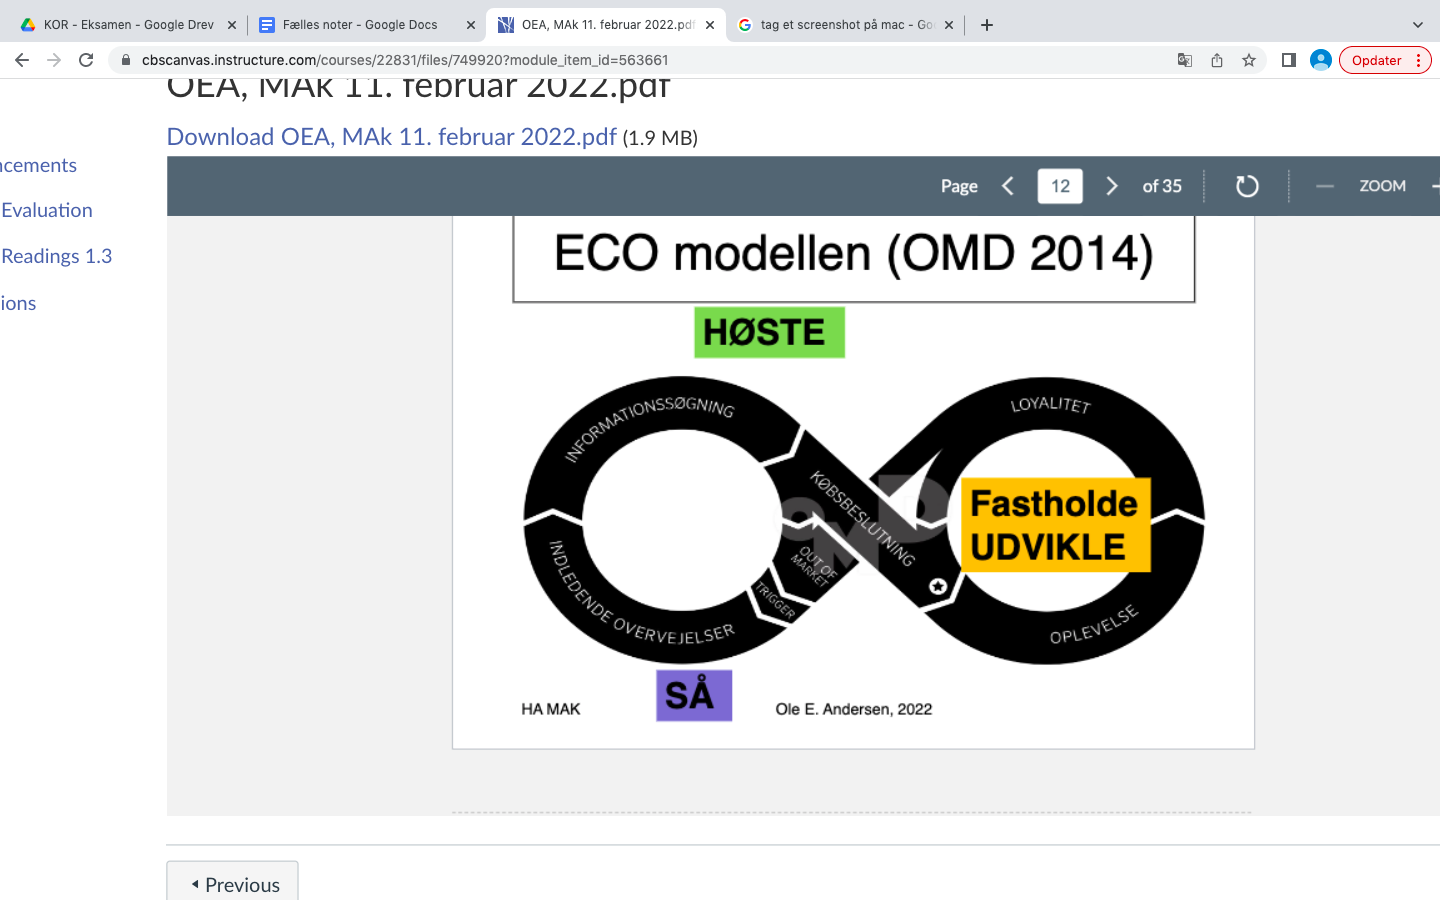 KOR - Eksamen - Google Drev
Fælles noter - Google Docs
OEA, MAk 11. februar 2022.pdf
tag et screenshot på mac - Go
cbscanvas.instructure.com/courses/22831/files/749920?module_item_id=563661
Opdater
OEA, MAk 11. februar 2022.pdf
Download OEA, MAk 11. februar 2022.pdf (1.9 MB)
ncements
Evaluation
Readings 1.3
ions
Page 12 of 35 ZOOM
ECO modellen (OMD 2014)
HØSTE
INFORMATIONSSØGNING
LOYALITET
KØBSBESLUTNING
OMD
Fastholde
UDVIKLE
OUT OF
MARKET
TRIGGER
INDLEDENDE OVERVEJELSER
OPLEVELSE
SÅ
HA MAK
Ole E. Andersen, 2022
Previous